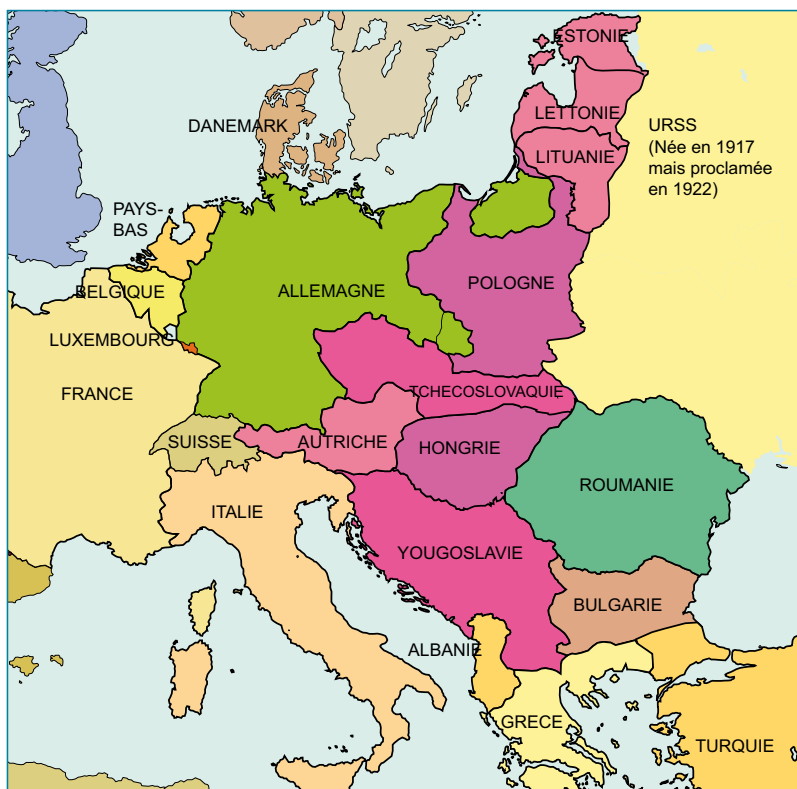 ESTONIE
LETTONIE
DANEMARK
URSS
(Née en 1917
mais proclamée
en 1922)
LITUANIE
PAYS-
BAS
BELGIQUE
ALLEMAGNE
POLOGNE
LUXEMBOURG
FRANCE
TCHECOSLOVAQUIE
SUISSE
AUTRICHE
HONGRIE
ROUMANIE
ITALIE
YOUGOSLAVIE
BULGARIE
ALBANIE
GRECE
TURQUIE